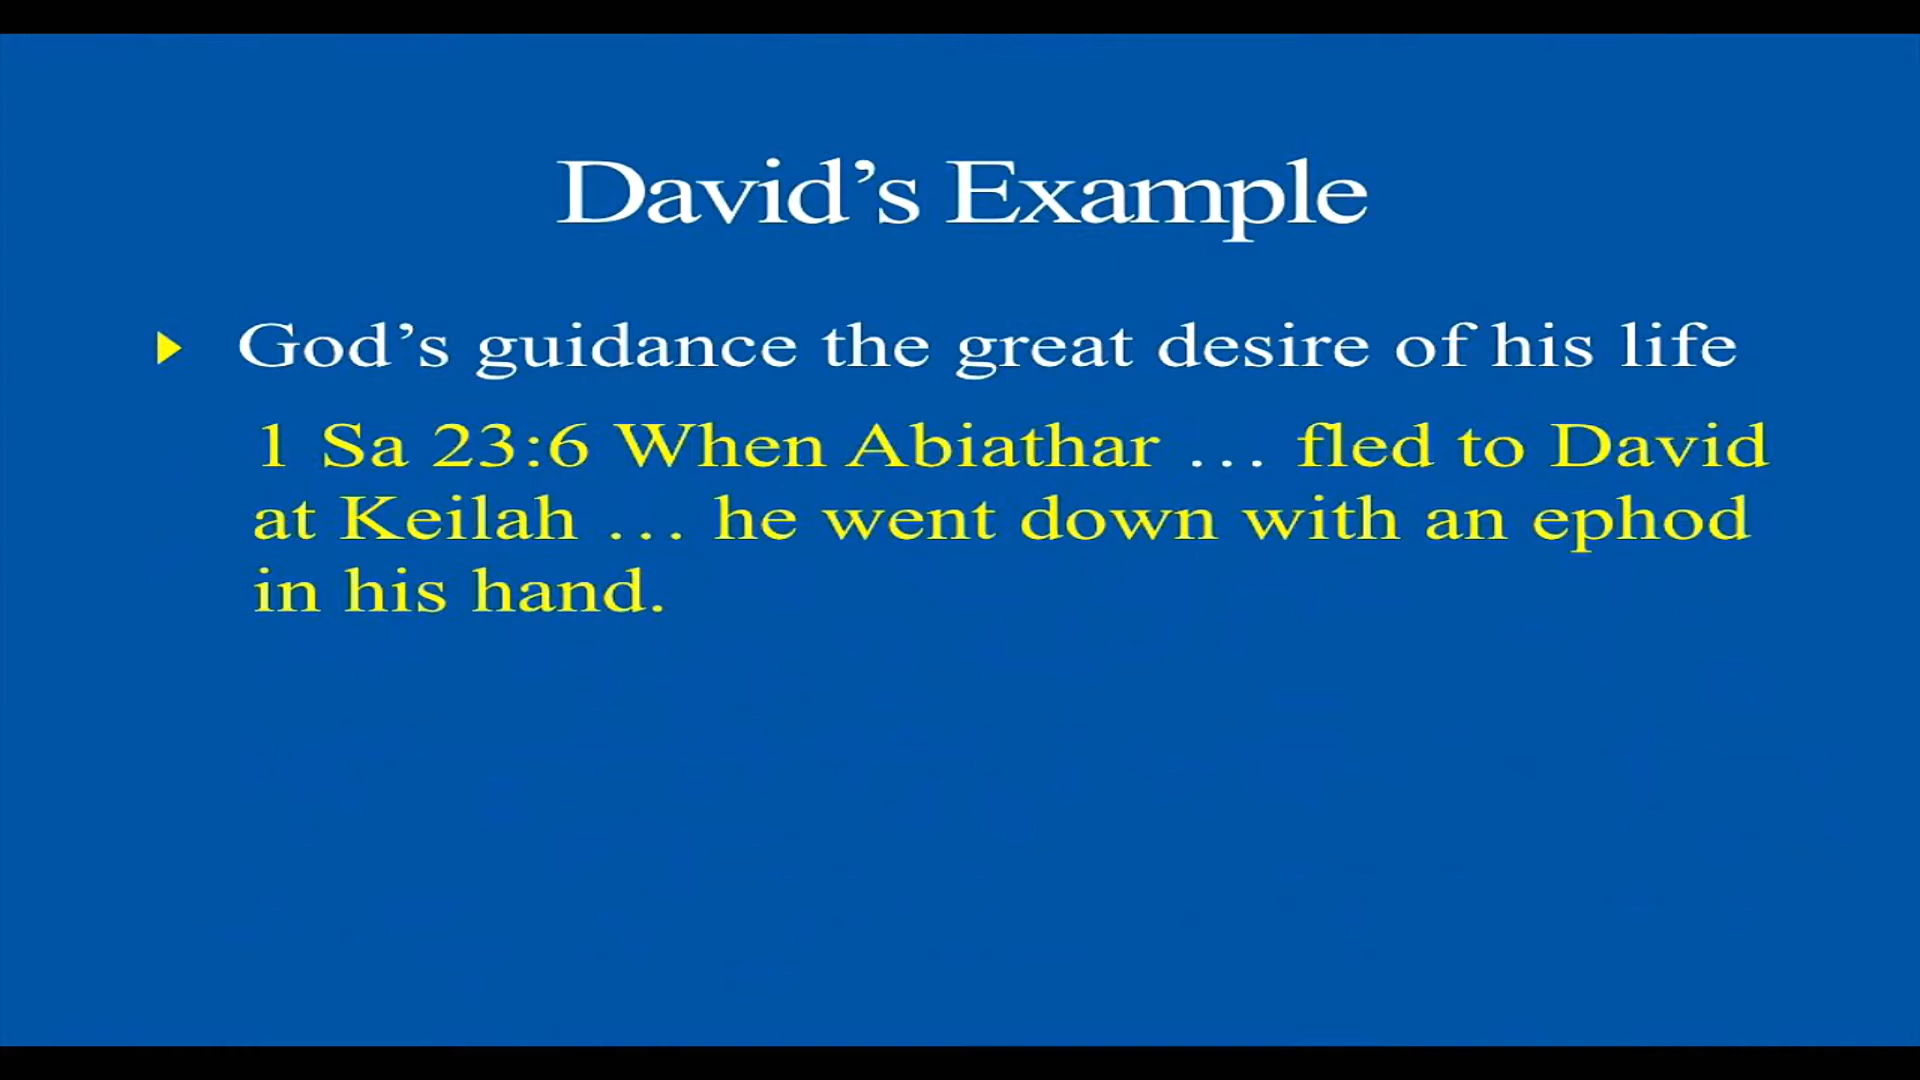 David’s Example
God’s guidance the great desire of his life
1 Sa 23:6 When Abiathar … fled to David
at Keilah … he went down with an ephod
in his hand.